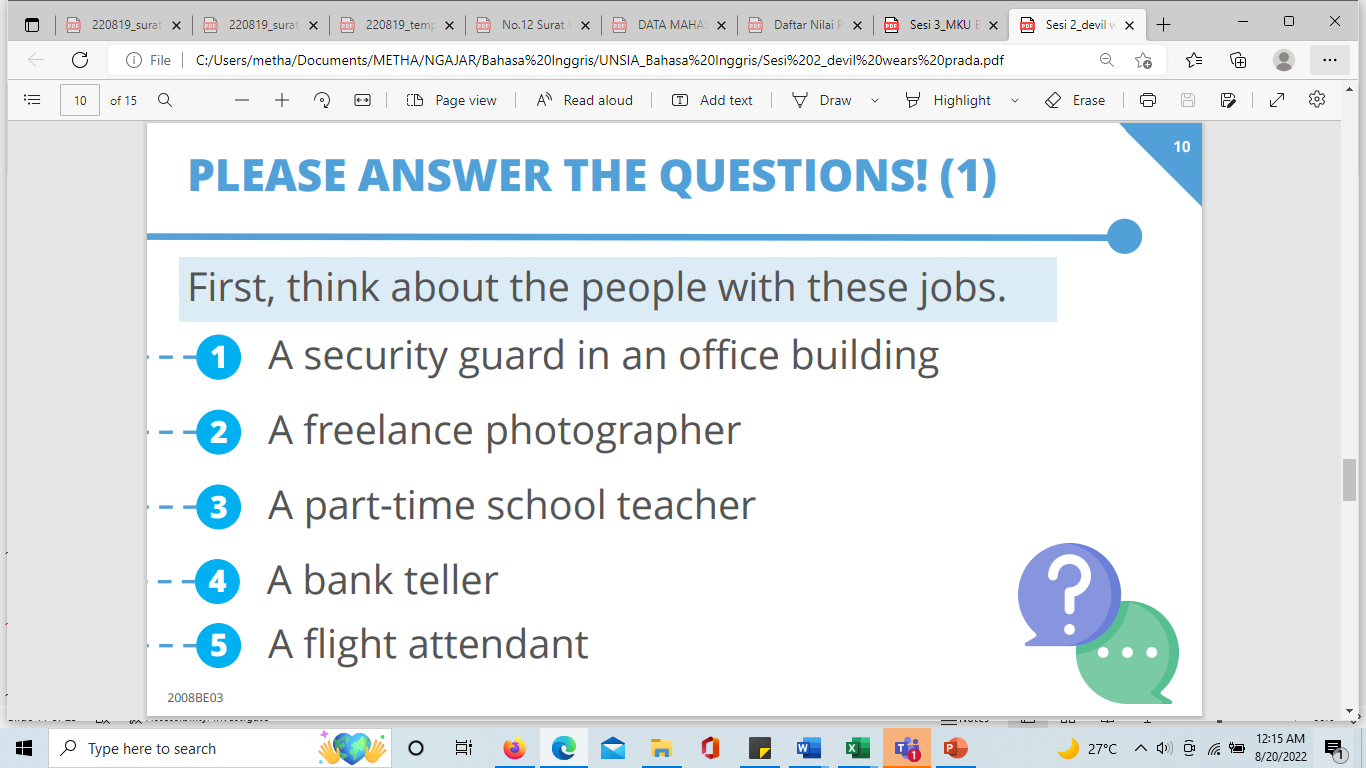 220819_surat
220819_surat
220819_temp
No.12 Surat
DATA MAHAS
Daftar Nilai P
Sesi 3_MKU B
Sesi 2_devil w
File
C:/Users/metha/Documents/METHA/NGAJAR/Bahasa%20Inggris/UNSIA_Bahasa%20Inggris/Sesi%202_devil%20wears%20prada.pdf
10 of 15
Page view
Read aloud
Add text
Draw
Highlight
Erase
10
PLEASE ANSWER THE QUESTIONS! (1)
First, think about the people with these jobs.
1 A security guard in an office building
2 A freelance photographer
3 A part-time school teacher
4 A bank teller
5 A flight attendant
2008BE03
Type here to search
27°C
12:15 AM
8/20/2022